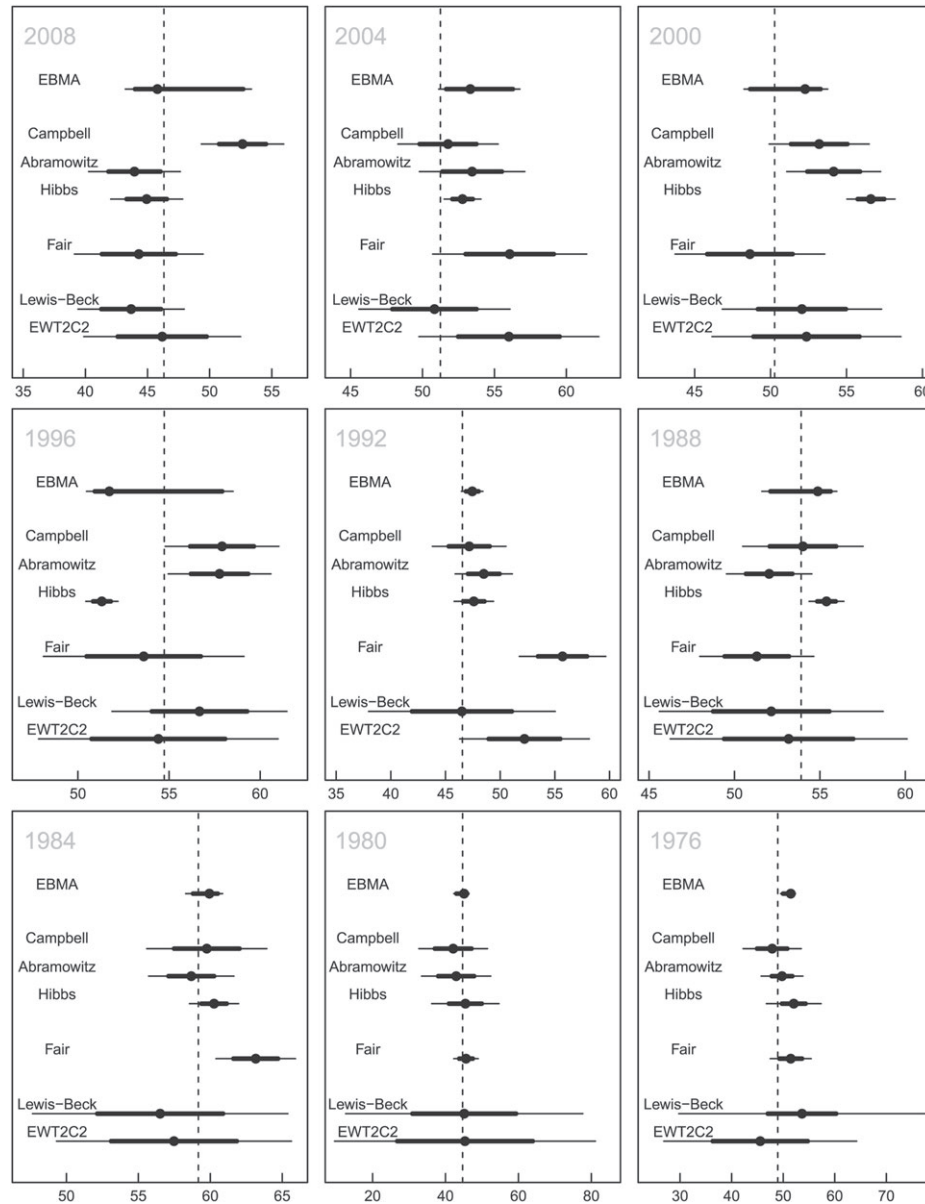 2008
EBMA
Campbell
Abramowitz
Hibbs
Fair
Lewis−Beck
EWT2C2
35 40 45 50 55
2004
EBMA
Campbell
Abramowitz
Hibbs
Fair
Lewis−Beck
EWT2C2
45 50 55 60
2000
EBMA
Campbell
Abramowitz
Hibbs
Fair
Lewis−Beck
EWT2C2
45 50 55
1996
EBMA
Campbell
Abramowitz
Hibbs
Fair
Lewis−Beck
EWT2C2
50 55 60
1992
EBMA
Campbell
Abramowitz
Hibbs
Fair
Lewis−Beck
EWT2C2
35 40 45 50 55 60
1988
EBMA
Campbell
Abramowitz
Hibbs
Fair
Lewis−Beck
EWT2C2
45 50 55 60
1984
EBMA
Campbell
Abramowitz
Hibbs
Fair
Lewis−Beck
EWT2C2
50 55 60 65
1980
EBMA
Campbell
Abramowitz
Hibbs
Fair
Lewis−Beck
EWT2C2
20 40 60 80
1976
EBMA
Campbell
Abramowitz
Hibbs
Fair
Lewis−Beck
EWT2C2
30 40 50 60 70